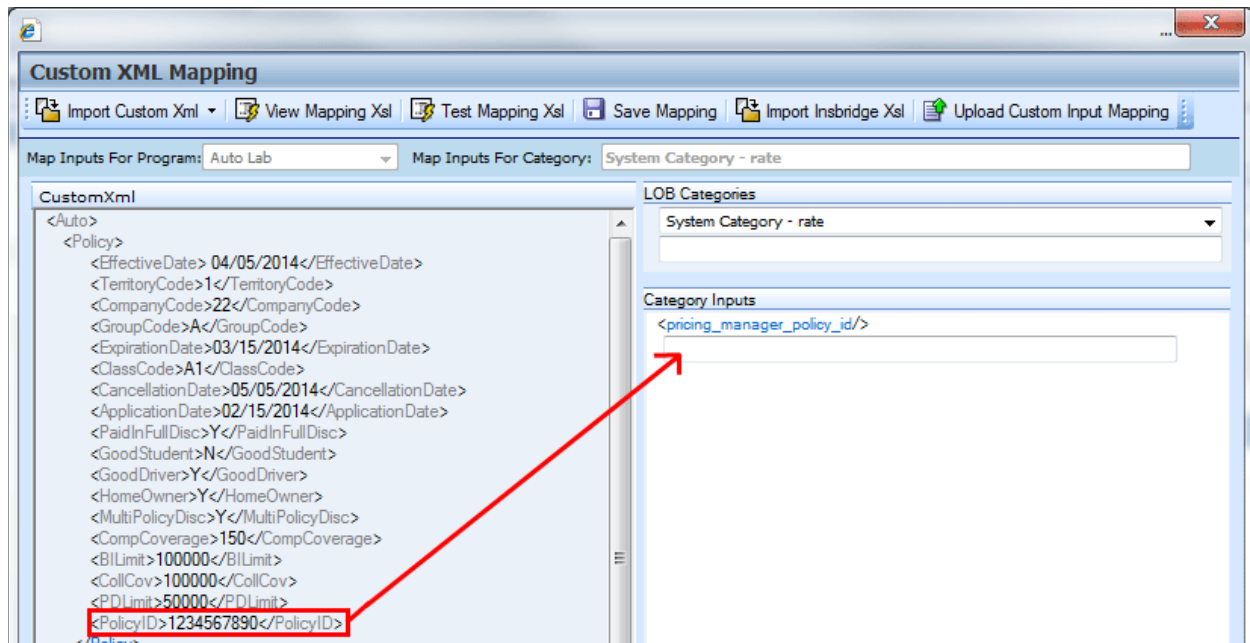 ...
Custom XML Mapping
Import Custom Xml View Mapping Xsl Test Mapping Xsl Save Mapping Import Insbridge Xsl Upload Custom Input Mapping
Map Inputs For Program: Auto Lab Map Inputs For Category: System Category - rate
CustomXml
<Auto>
<Policy>
<EffectiveDate> 04/05/2014</EffectiveDate>
<TerritoryCode>1</TerritoryCode>
<CompanyCode>22</CompanyCode>
<GroupCode>A</GroupCode>
<ExpirationDate>03/15/2014</ExpirationDate>
<ClassCode>A1</ClassCode>
<CancellationDate>05/05/2014</CancellationDate>
<ApplicationDate>02/15/2014</ApplicationDate>
<PaidInFullDisc>Y</PaidInFullDisc>
<GoodStudent>N</GoodStudent>
<GoodDriver>Y</GoodDriver>
<HomeOwner>Y</HomeOwner>
<MultiPolicyDisc>Y</MultiPolicyDisc>
<CompCoverage>150</CompCoverage>
<BILimit>100000</BILimit>
<CollCov>100000</CollCov>
<PDLimit>50000</PDLimit>
<PolicyID>1234567890</PolicyID>
</Policy>
LOB Categories
System Category - rate
Category Inputs
<pricing_manager_policy_id/>